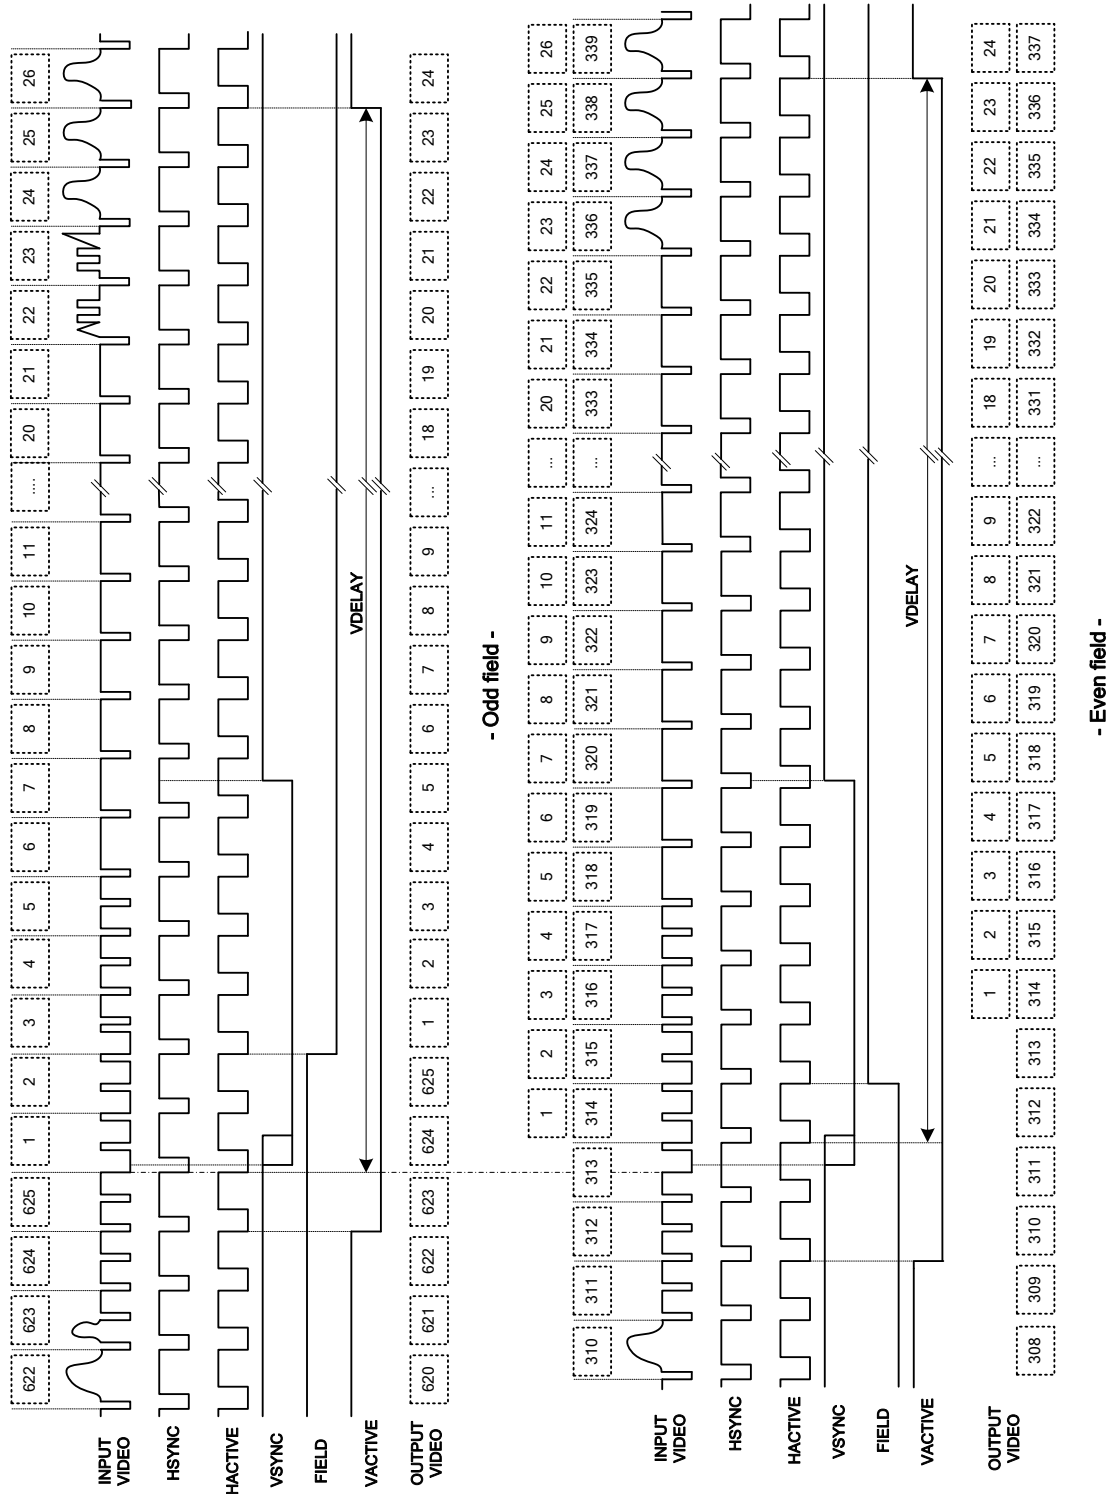 622 623 624 625 1 2 3 4 5 6 7 8 9 10 11 .... 20 21 22 23 24 25 26
INPUT
VIDEO
HSYNC
HACTIVE
VSYNC
FIELD
VACTIVE
VDELAY
OUTPUT
VIDEO
620 621 622 623 624 625 1 2 3 4 5 6 7 8 9 .... 18 19 20 21 22 23 24
- Odd field -
1 2 3 4 5 6 7 8 9 10 11 ... 20 21 22 23 24 25 26
310 311 312 313 314 315 316 317 318 319 320 321 322 323 324 ... 333 334 335 336 337 338 339
INPUT
VIDEO
HSYNC
HACTIVE
VSYNC
FIELD
VACTIVE
VDELAY
OUTPUT
VIDEO
1 2 3 4 5 6 7 8 9 ... 18 19 20 21 22 23 24
308 309 310 311 312 313 314 315 316 317 318 319 320 321 322 ... 331 332 333 334 335 336 337
- Even field -